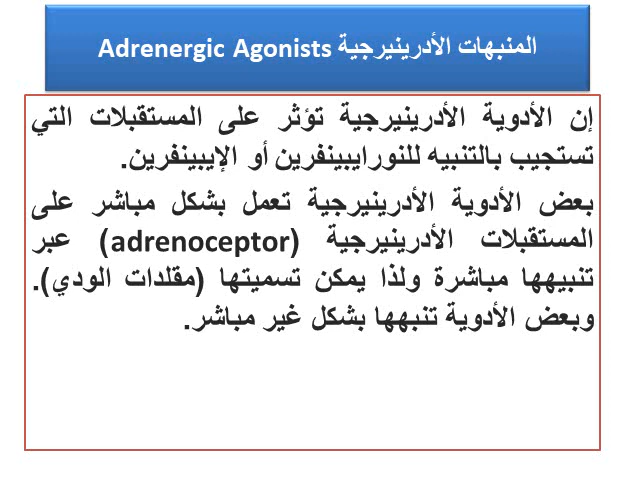 المنبهات الأدرينيرجية Adrenergic Agonists
إن الأدوية الأدرينيرجية تؤثر على المستقبلات التي
تستجيب بالتنبيه للنورايبينفرين أو الإيبينفرين.
بعض الأدوية الأدرينيرجية تعمل بشكل مباشر على
المستقبلات الأدرينيرجية (adrenoceptor) عبر
تنبيهها مباشرة ولذا يمكن تسميتها (مقلدات الودي).
وبعض الأدوية تنبهها بشكل غير مباشر.